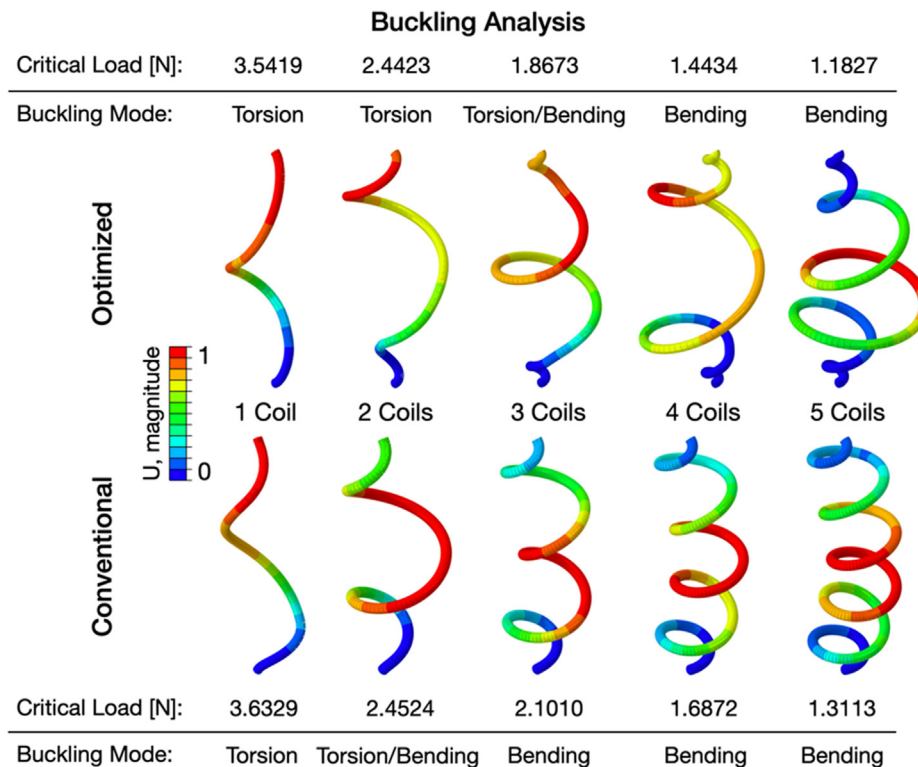 Buckling Analysis
Critical Load [N]: 3.5419 2.4423 1.8673 1.4434 1.1827
Buckling Mode: Torsion Torsion Torsion/Bending Bending Bending
Optimized
U, magnitude
1
0
1 Coil 2 Coils 3 Coils 4 Coils 5 Coils
Conventional
Critical Load [N]: 3.6329 2.4524 2.1010 1.6872 1.3113
Buckling Mode: Torsion Torsion/Bending Bending Bending Bending